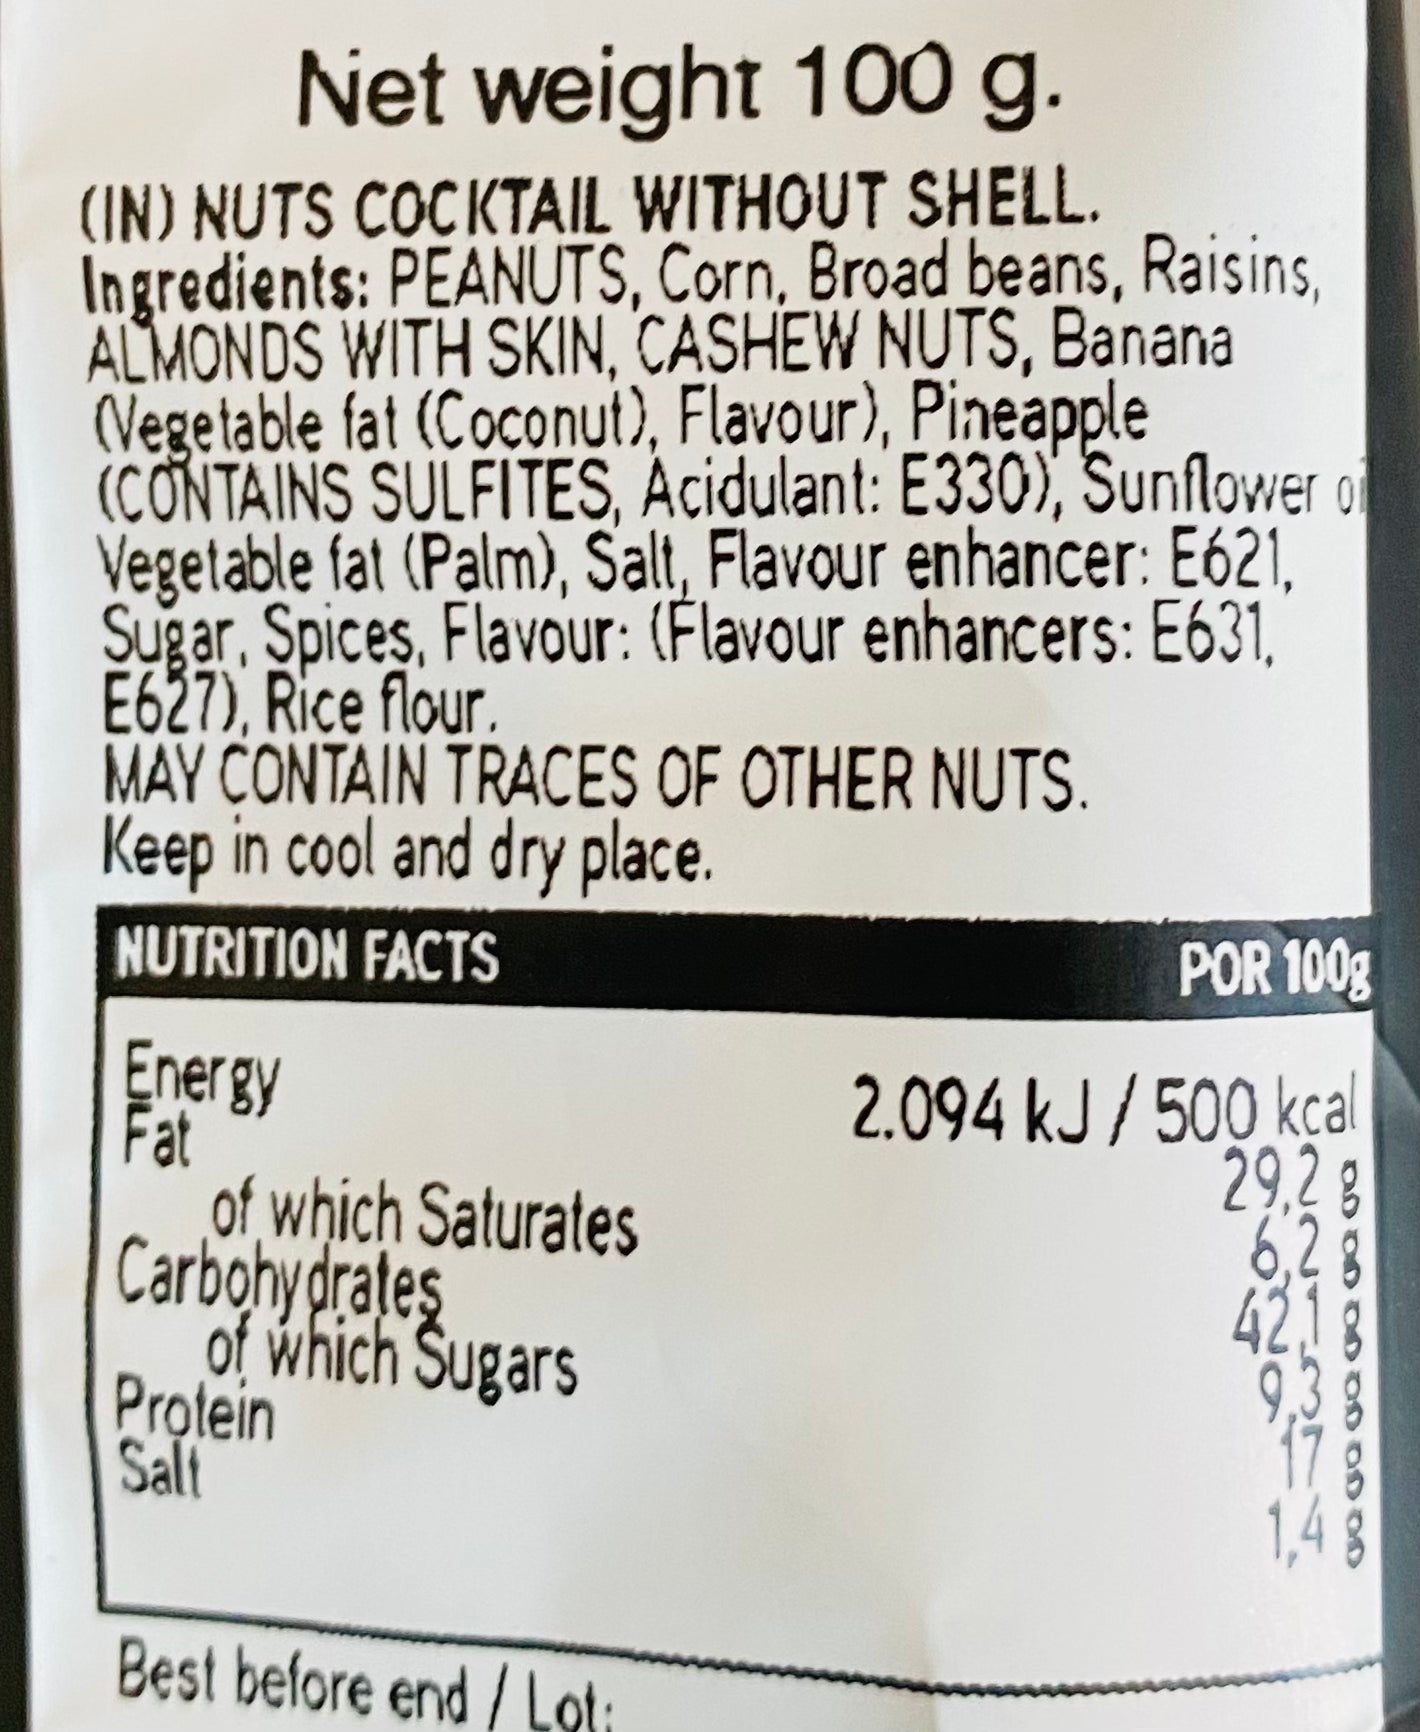 Net weight 100 g.
(IN) NUTS COCKTAIL WITHOUT SHELL.
Ingredients: PEANUTS, Corn, Broad beans, Raisins,
ALMONDS WITH SKIN, CASHEW NUTS, Banana
(Vegetable fat (Coconut), Flavour), Pineapple
(CONTAINS SULFITES, Acidulant: E330), Sunflower oi
Vegetable fat (Palm), Salt, Flavour enhancer: E621,
Sugar, Spices, Flavour: (Flavour enhancers: E631,
E627), Rice flour.
MAY CONTAIN TRACES OF OTHER NUTS.
Keep in cool and dry place.
NUTRITION FACTS POR 100g
Energy 2.094 kJ / 500 kcal
Fat 29,2 g
of which Saturates 6,2 g
Carbohydrates 42,1 g
of which Sugars 9,3 g
Protein 17 g
Salt 1,4 g
Best before end / Lot: